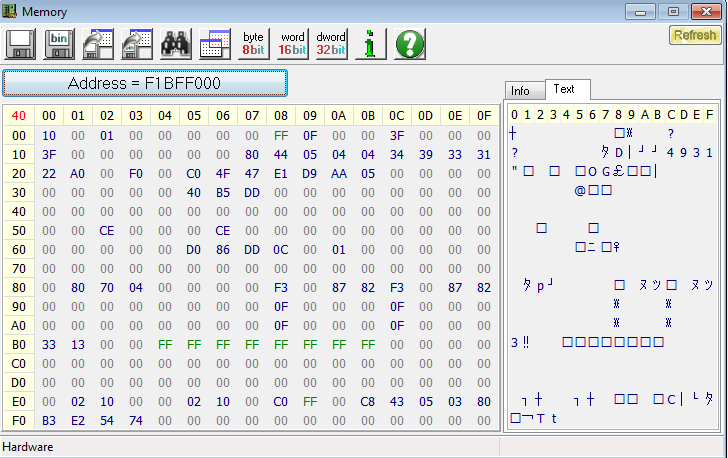 Memory
bin
byte 8bit
word 16bit
dword 32bit
Refresh
Address = F1BFF000
Info Text
40 00 01 02 03 04 05 06 07 08 09 0A 0B 0C 0D 0E 0F
0 1 2 3 4 5 6 7 8 9 A B C D E F
00 10 00 01 00 00 00 00 00 FF 0F 00 00 3F 00 00 00
10 3F 00 00 00 00 00 00 80 44 05 04 04 34 39 33 31
20 22 A0 00 F0 00 C0 4F 47 E1 D9 AA 05 00 00 00 00
30 00 00 00 00 00 40 B5 DD 00 00 00 00 00 00 00 00
40 00 00 00 00 00 00 00 00 00 00 00 00 00 00 00 00
50 00 00 CE 00 00 00 CE 00 00 00 00 00 00 00 00 00
60 00 00 00 00 00 D0 86 DD 0C 00 01 00 00 00 00 00
70 00 00 00 00 00 00 00 00 00 00 00 00 00 00 00 00
80 00 80 70 04 00 00 00 00 F3 00 87 82 F3 00 87 82
90 00 00 00 00 00 00 00 00 0F 00 00 00 0F 00 00 00
A0 00 00 00 00 00 00 00 00 0F 00 00 00 0F 00 00 00
B0 33 13 00 00 FF FF FF FF FF FF FF FF 00 00 00 00
C0 00 00 00 00 00 00 00 00 00 00 00 00 00 00 00 00
D0 00 00 00 00 00 00 00 00 00 00 00 00 00 00 00 00
E0 00 02 10 00 00 02 10 00 C0 FF 00 C8 43 05 03 80
F0 B3 E2 54 74 00 00 00 00 00 00 00 00 00 00 00 00
?
? D 4 9 3 1
" O G £
@
p
3 ‼
C
T t
Hardware